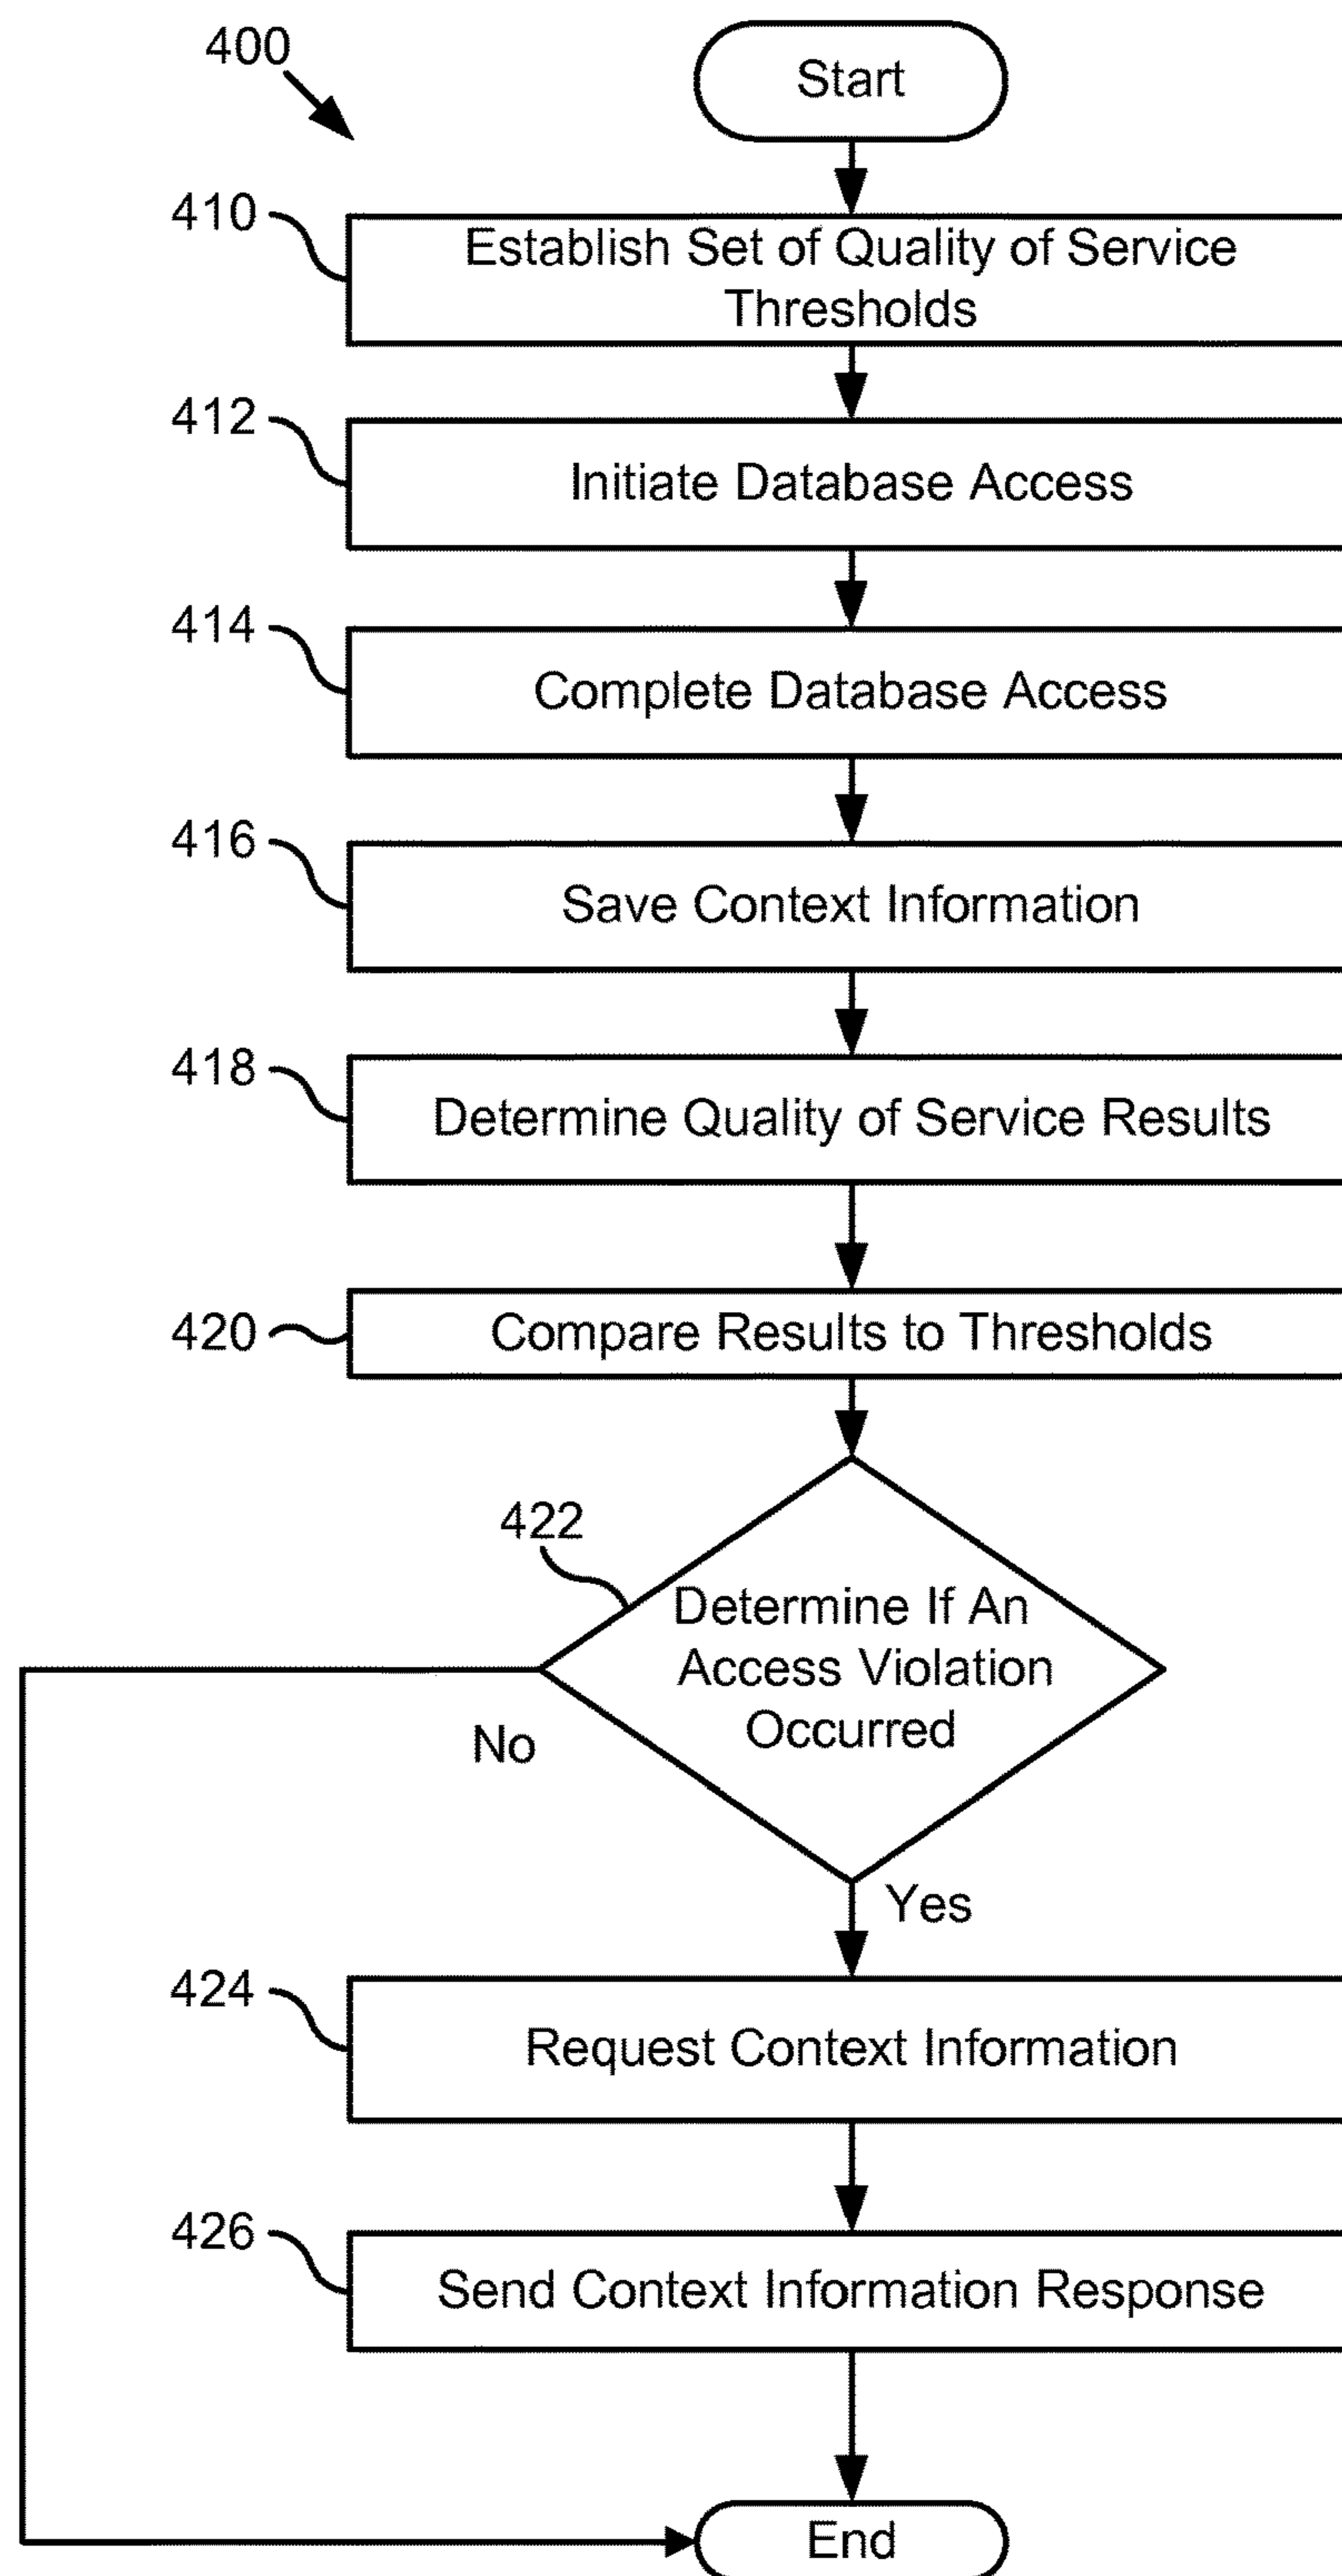 400
Start
410
Establish Set of Quality of Service
Thresholds
412
Initiate Database Access
414
Complete Database Access
416
Save Context Information
418
Determine Quality of Service Results
420
Compare Results to Thresholds
422
Determine If An
Access Violation
Occurred
No
Yes
424
Request Context Information
426
Send Context Information Response
End